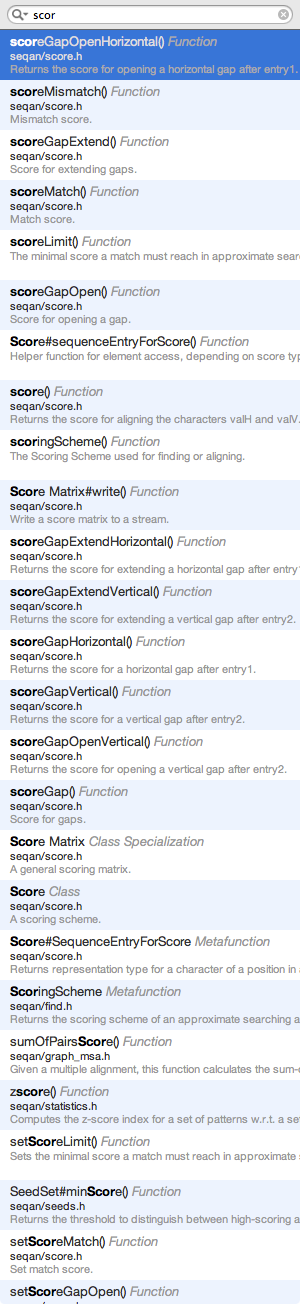 scor
scoreGapOpenHorizontal() Function
seqan/score.h
Returns the score for opening a horizontal gap after entry1.
scoreMismatch() Function
seqan/score.h
Mismatch score.
scoreGapExtend() Function
seqan/score.h
Score for extending gaps.
scoreMatch() Function
seqan/score.h
Match score.
scoreLimit() Function
The minimal score a match must reach in approximate sear
scoreGapOpen() Function
seqan/score.h
Score for opening a gap.
Score#sequenceEntryForScore() Function
Helper function for element access, depending on score typ
score() Function
seqan/score.h
Returns the score for aligning the characters valH and valV.
scoringScheme() Function
The Scoring Scheme used for finding or aligning.
Score Matrix#write() Function
seqan/score.h
Write a score matrix to a stream.
scoreGapExtendHorizontal() Function
seqan/score.h
Returns the score for extending a horizontal gap after entry1
scoreGapExtendVertical() Function
seqan/score.h
Returns the score for extending a vertical gap after entry2.
scoreGapHorizontal() Function
seqan/score.h
Returns the score for a horizontal gap after entry1.
scoreGapVertical() Function
seqan/score.h
Returns the score for a vertical gap after entry2.
scoreGapOpenVertical() Function
seqan/score.h
Returns the score for opening a vertical gap after entry2.
scoreGap() Function
seqan/score.h
Score for gaps.
Score Matrix Class Specialization
seqan/score.h
A general scoring matrix.
Score Class
seqan/score.h
A scoring scheme.
Score#SequenceEntryForScore Metafunction
seqan/score.h
Returns representation type for a character of a position in
ScoringScheme Metafunction
seqan/find.h
Returns the scoring scheme of an approximate searching a
sumOfPairsScore() Function
seqan/graph_msa.h
Given a multiple alignment, this function calculates the sum-
zscore() Function
seqan/statistics.h
Computes the z-score index for a set of patterns w.r.t. a se
setScoreLimit() Function
Sets the minimal score a match must reach in approximate
SeedSet#minScore() Function
seqan/seeds.h
Returns the threshold to distinguish between high-scoring a
setScoreMatch() Function
seqan/score.h
Set match score.
setScoreGapOpen() Function